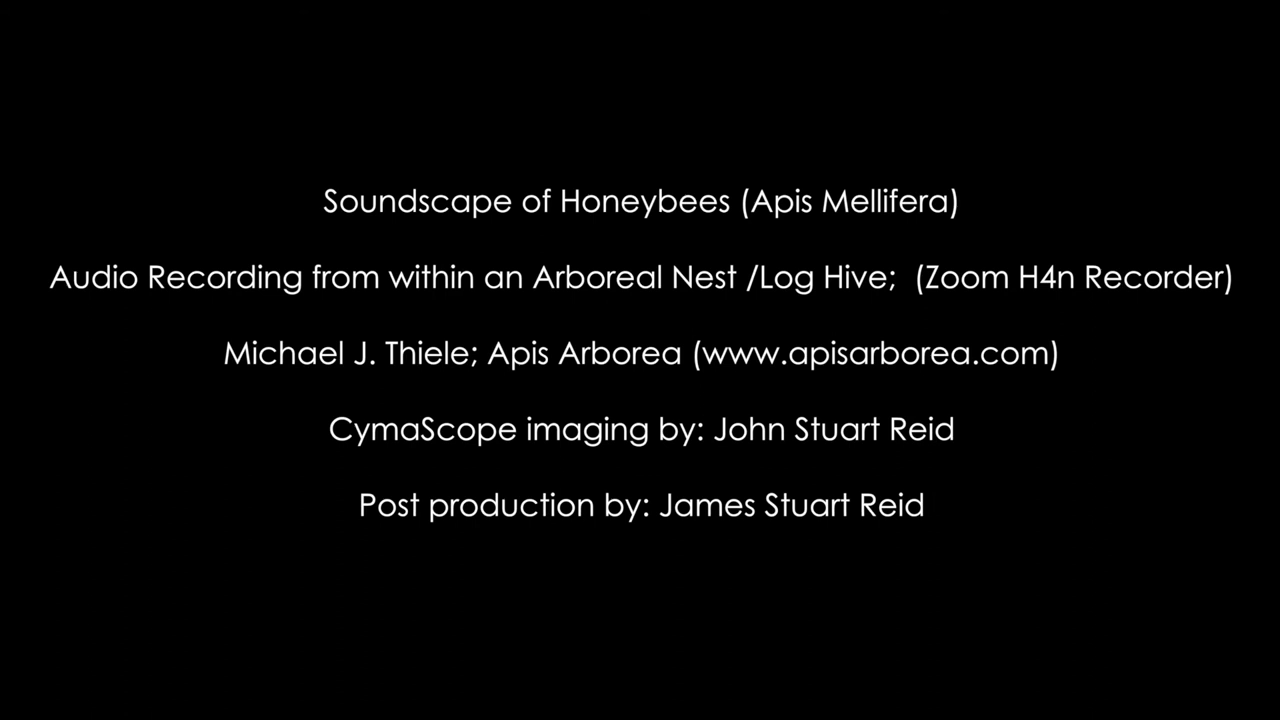 Soundscape of Honeybees (Apis Mellifera)
Audio Recording from within an Arboreal Nest /Log Hive;  (Zoom H4n Recorder)
Michael J. Thiele; Apis Arborea (www.apisarborea.com)
CymaScope imaging by: John Stuart Reid
Post production by: James Stuart Reid